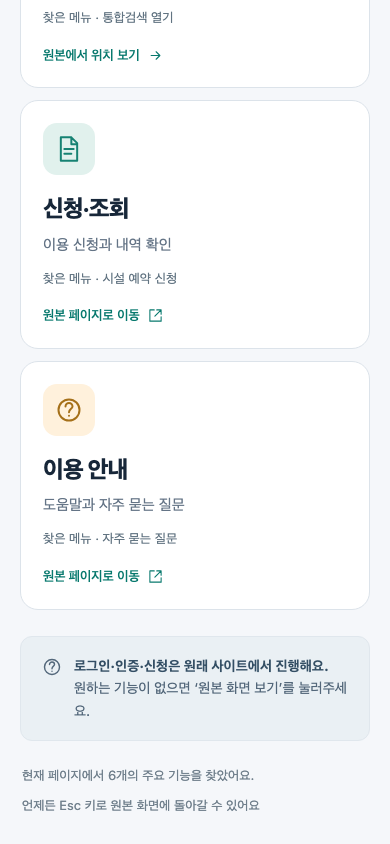 찾은 메뉴 · 통합검색 열기
원본에서 위치 보기 →
신청·조회
이용 신청과 내역 확인
찾은 메뉴 · 시설 예약 신청
원본 페이지로 이동
이용 안내
도움말과 자주 묻는 질문
찾은 메뉴 · 자주 묻는 질문
원본 페이지로 이동
로그인·인증·신청은 원래 사이트에서 진행해요.
원하는 기능이 없으면 ‘원본 화면 보기’를 눌러주세
요.
현재 페이지에서 6개의 주요 기능을 찾았어요.
언제든 Esc 키로 원본 화면에 돌아갈 수 있어요